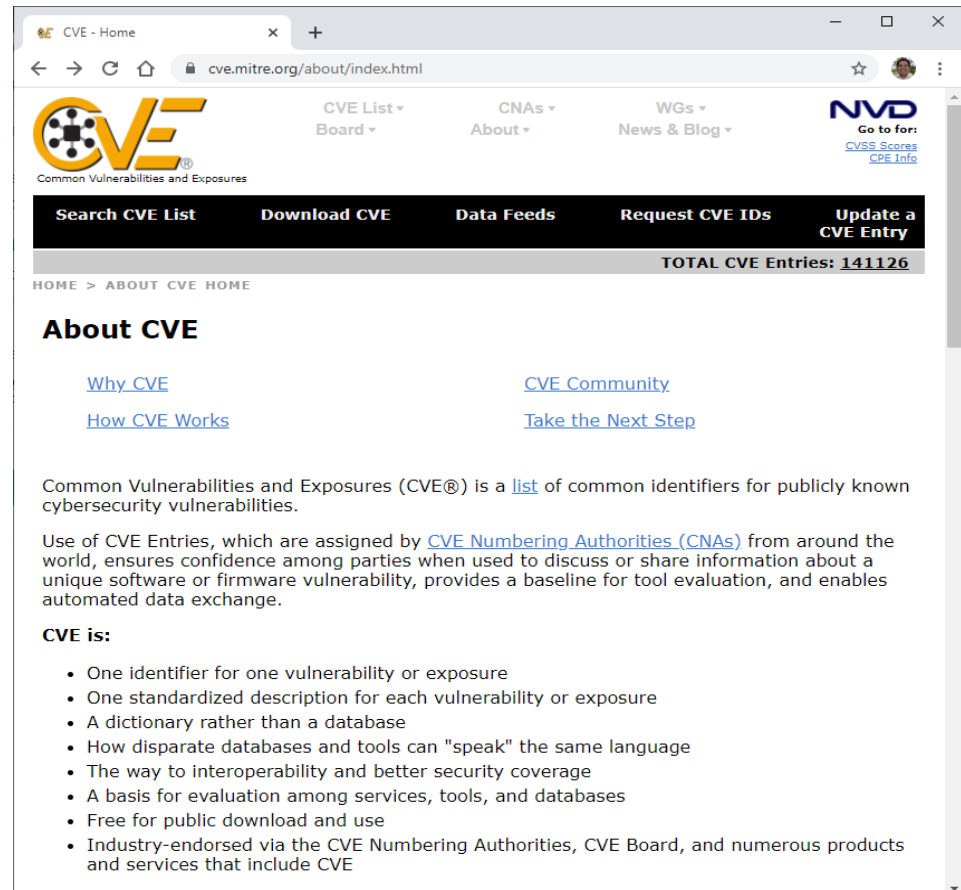 CVE - Home
cve.mitre.org/about/index.html
CVE®
Common Vulnerabilities and Exposures
CVE List CNAs WGs
Board About News & Blog
NVD
Go to for:
CVSS Scores
CPE Info
Search CVE List Download CVE Data Feeds Request CVE IDs Update a
CVE Entry
TOTAL CVE Entries: 141126
HOME > ABOUT CVE HOME
About CVE
Why CVE CVE Community
How CVE Works Take the Next Step
Common Vulnerabilities and Exposures (CVE®) is a list of common identifiers for publicly known
cybersecurity vulnerabilities.
Use of CVE Entries, which are assigned by CVE Numbering Authorities (CNAs) from around the
world, ensures confidence among parties when used to discuss or share information about a
unique software or firmware vulnerability, provides a baseline for tool evaluation, and enables
automated data exchange.
CVE is:
• One identifier for one vulnerability or exposure
• One standardized description for each vulnerability or exposure
• A dictionary rather than a database
• How disparate databases and tools can "speak" the same language
• The way to interoperability and better security coverage
• A basis for evaluation among services, tools, and databases
• Free for public download and use
• Industry-endorsed via the CVE Numbering Authorities, CVE Board, and numerous products
and services that include CVE